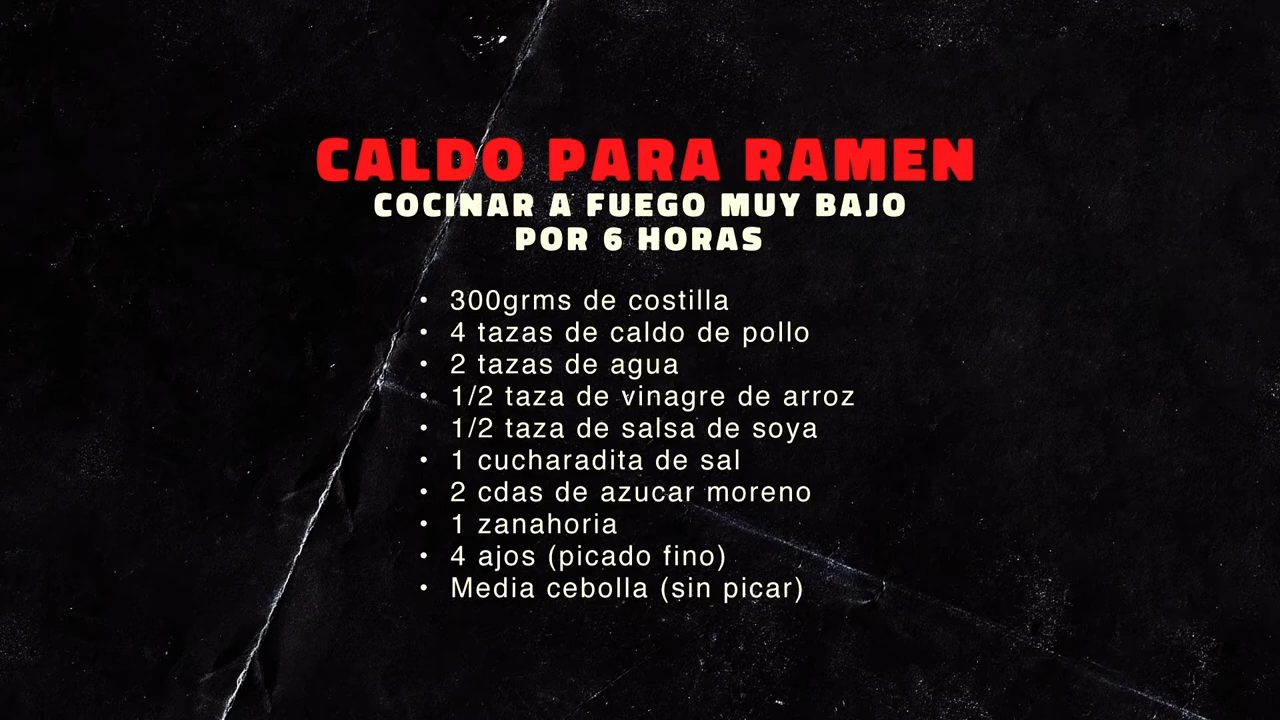 CALDO PARA RAMEN
COCINAR A FUEGO MUY BAJO
POR 6 HORAS
• 300grms de costilla
• 4 tazas de caldo de pollo
• 2 tazas de agua
• 1/2 taza de vinagre de arroz
• 1/2 taza de salsa de soya
• 1 cucharadita de sal
• 2 cdas de azucar moreno
• 1 zanahoria
• 4 ajos (picado fino)
• Media cebolla (sin picar)